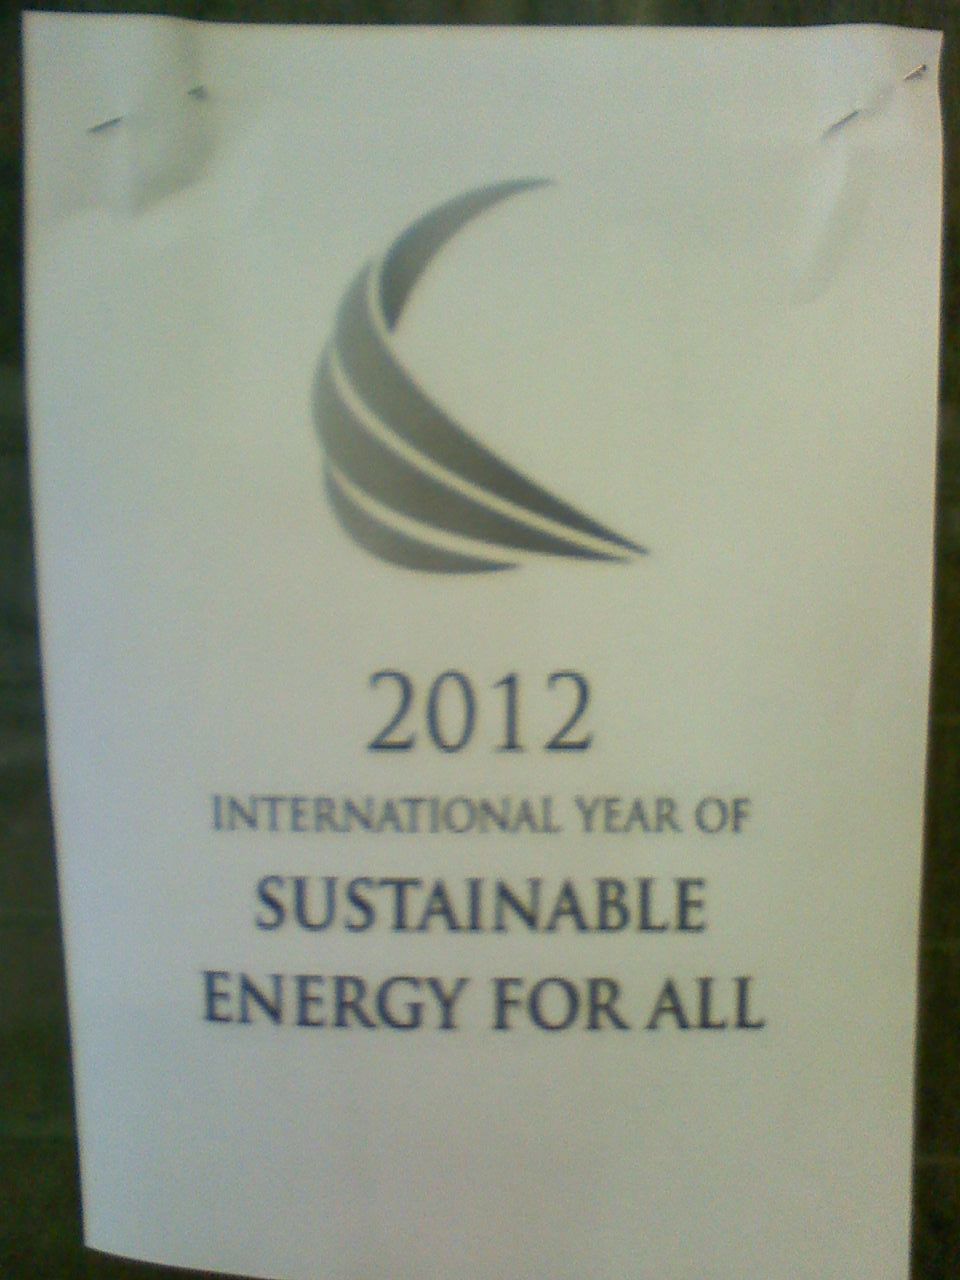 2012
INTERNATIONAL YEAR OF
SUSTAINABLE
ENERGY FOR ALL